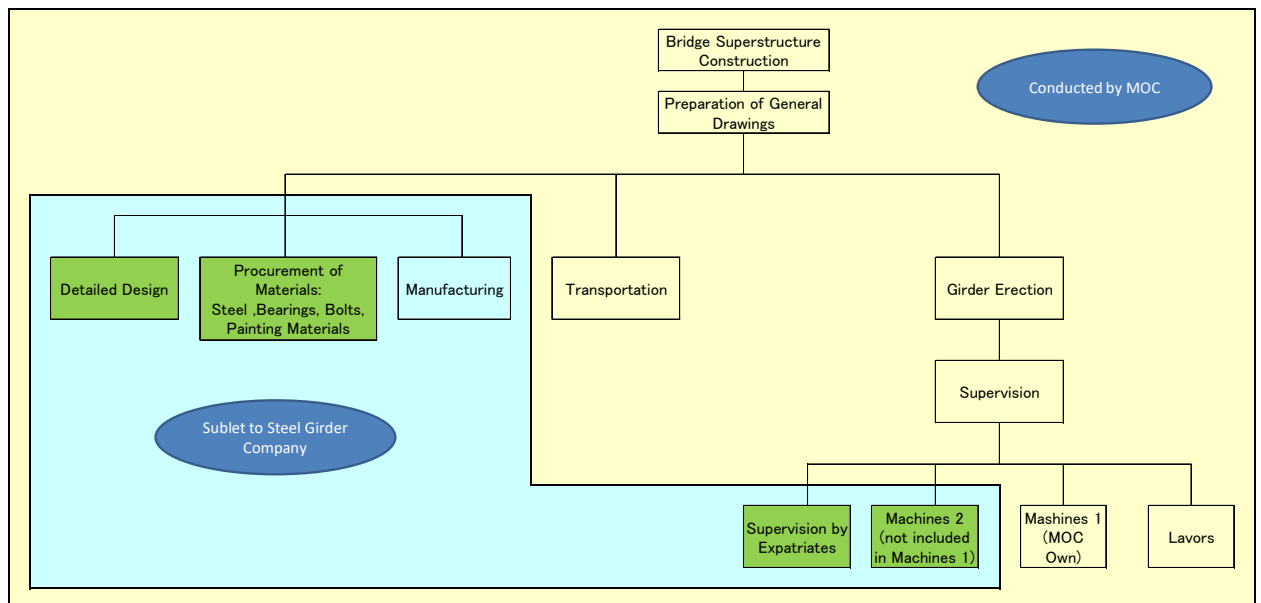 Bridge Superstructure
Construction
Conducted by MOC
Preparation of General
Drawings
Detailed Design
Procurement of
Materials:
Steel ,Bearings, Bolts,
Painting Materials
Manufacturing
Transportation
Girder Erection
Supervision
Sublet to Steel Girder
Company
Supervision by
Expatriates
Machines 2
(not included
in Machines 1)
Mashines 1
(MOC
Own)
Lavors